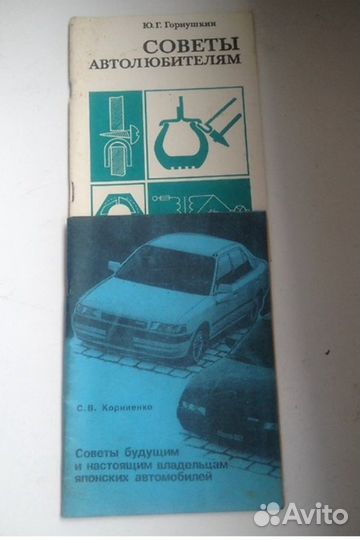 Ю.Г. Горнушкин
СОВЕТЫ
АВТОЛЮБИТЕЛЯМ
С.В. Корниенко
Советы будущим
и настоящим владельцам
японских автомобилей
Avito